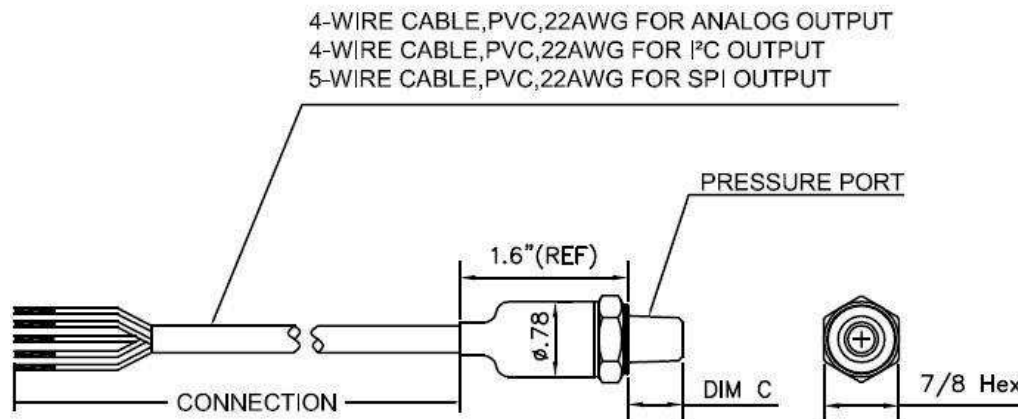 4-WIRE CABLE,PVC,22AWG FOR ANALOG OUTPUT
4-WIRE CABLE,PVC,22AWG FOR I²C OUTPUT
5-WIRE CABLE,PVC,22AWG FOR SPI OUTPUT
PRESSURE PORT
1.6"(REF)
ø.78
DIM C
7/8 Hex
CONNECTION